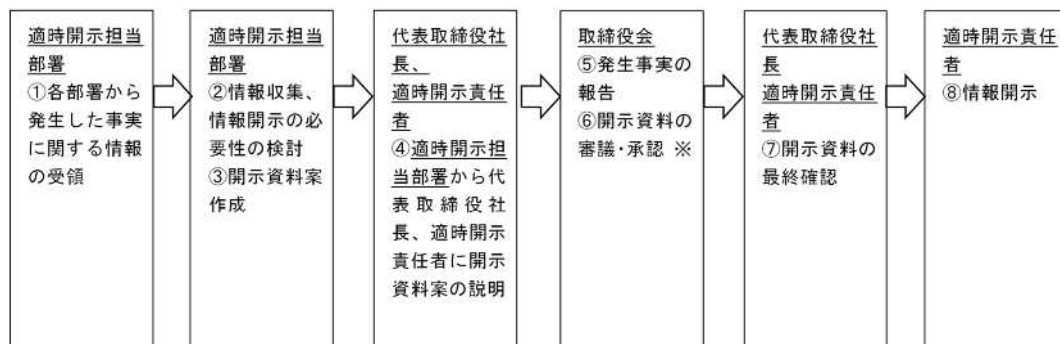 適時開示担当
部署
①各部署から
発生した事実
に関する情報
の受領
適時開示担当
部署
②情報収集、
情報開示の必
要性の検討
③開示資料案
作成
代表取締役社
長、
適時開示責任
者
④適時開示担
当部署から代
表取締役社
長、適時開示
責任者に開示
資料案の説明
取締役会
⑤発生事実の
報告
⑥開示資料の
審議・承認 ※
代表取締役社
長
適時開示責任
者
⑦開示資料の
最終確認
適時開示責任
者
⑧情報開示